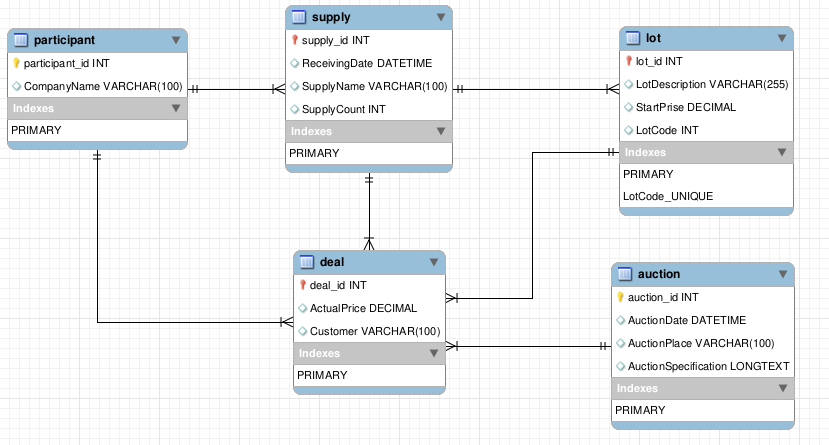 participant
participant_id INT
CompanyName VARCHAR(100)
Indexes
PRIMARY
supply
supply_id INT
ReceivingDate DATETIME
SupplyName VARCHAR(100)
SupplyCount INT
Indexes
PRIMARY
lot
lot_id INT
LotDescription VARCHAR(255)
StartPrise DECIMAL
LotCode INT
Indexes
PRIMARY
LotCode_UNIQUE
deal
deal_id INT
ActualPrice DECIMAL
Customer VARCHAR(100)
Indexes
PRIMARY
auction
auction_id INT
AuctionDate DATETIME
AuctionPlace VARCHAR(100)
AuctionSpecification LONGTEXT
Indexes
PRIMARY